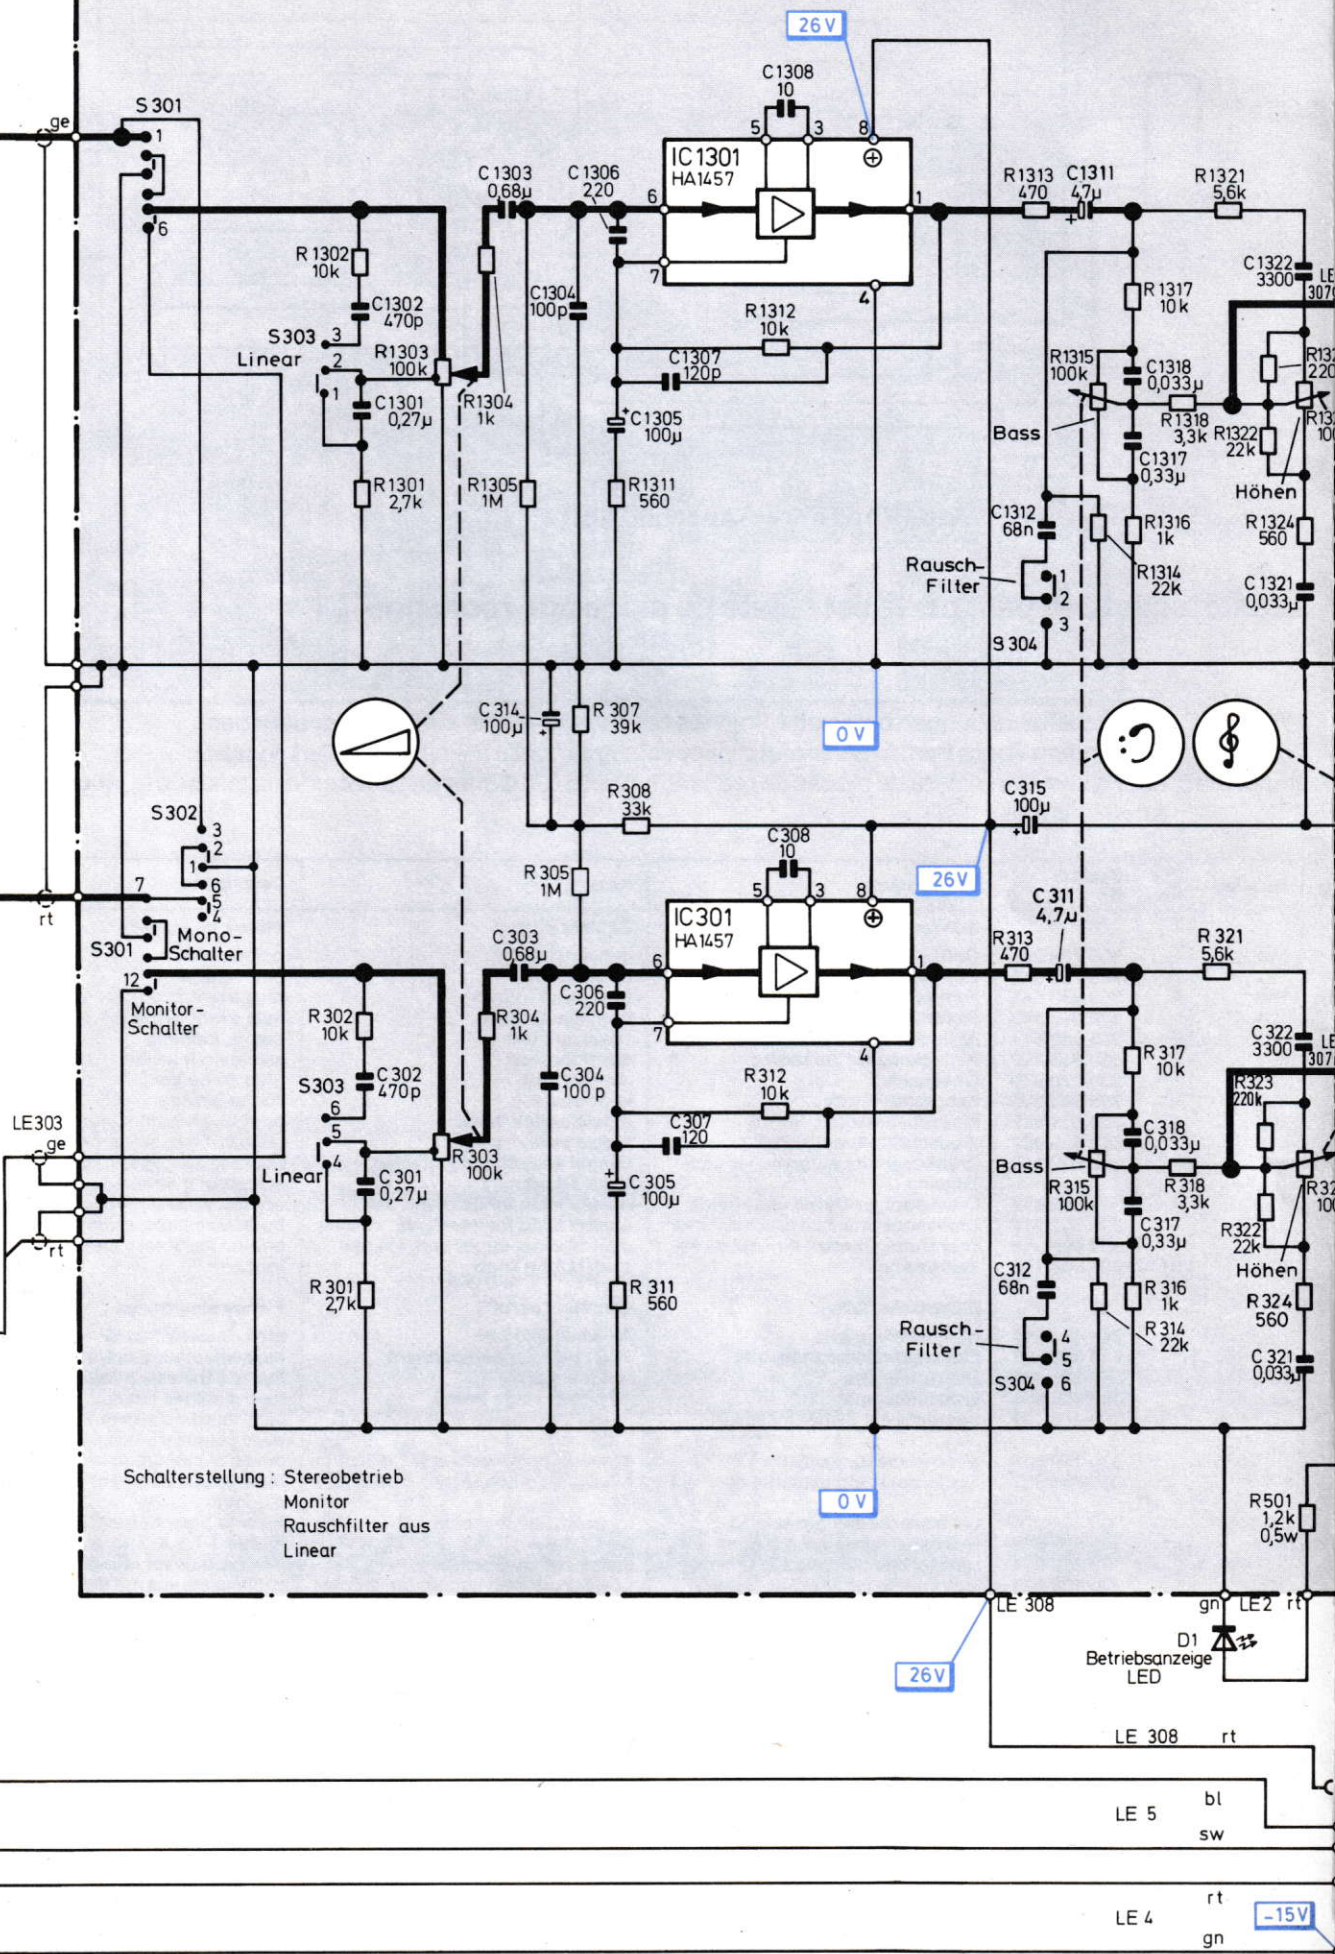 26V
C1308
10
S301
ge
1
6
5
3
8
IC1301
HA1457
6
1
7
4
C1303
0,68µ
C1306
220
R1313
470
C1311
4,7µ
+
R1321
5,6k
R1302
10k
C1302
470p
C1304
100p
R1312
10k
C1307
120p
R1317
10k
C1322
3300
LE
307
S303
3
Linear
2
1
R1303
100k
R1304
1k
C1301
0,27µ
C1305
100µ
+
R1315
100k
C1318
0,033µ
R1318
3,3k
R132
220
R1322
22k
R13
100
Bass
C1317
0,33µ
Höhen
R1301
2,7k
R1305
1M
R1311
560
C1312
68n
R1316
1k
R1324
560
Rausch-
Filter
1
2
3
R1314
22k
C1321
0,033µ
S304
C314
100µ
+
R307
39k
0V
R308
33k
C315
100µ
+
S302
3
2
1
6
5
4
C308
10
26V
R305
1M
7
rt
S301
Mono-
Schalter
5
3
8
IC301
HA1457
6
1
7
4
C311
4,7µ
+
R313
470
R321
5,6k
C303
0,68µ
12
Monitor-
Schalter
C306
220
R302
10k
R304
1k
C302
470p
C304
100p
R312
10k
C307
120
R317
10k
C322
3300
LE
307
R323
220k
S303
6
5
4
Linear
LE303
ge
rt
C301
0,27µ
R303
100k
C305
100µ
+
C318
0,033µ
Bass
R315
100k
R318
3,3k
R32
100
C317
0,33µ
R322
22k
Höhen
R301
2,7k
R311
560
C312
68n
R316
1k
R324
560
Rausch-
Filter
4
5
6
R314
22k
S304
C321
0,033µ
Schalterstellung : Stereobetrieb
Monitor
Rauschfilter aus
Linear
0V
R501
1,2k
0,5w
LE 308
gn
LE2
rt
26V
D1
Betriebsanzeige
LED
LE 308
rt
bl
LE 5
sw
rt
LE 4
-15V
gn